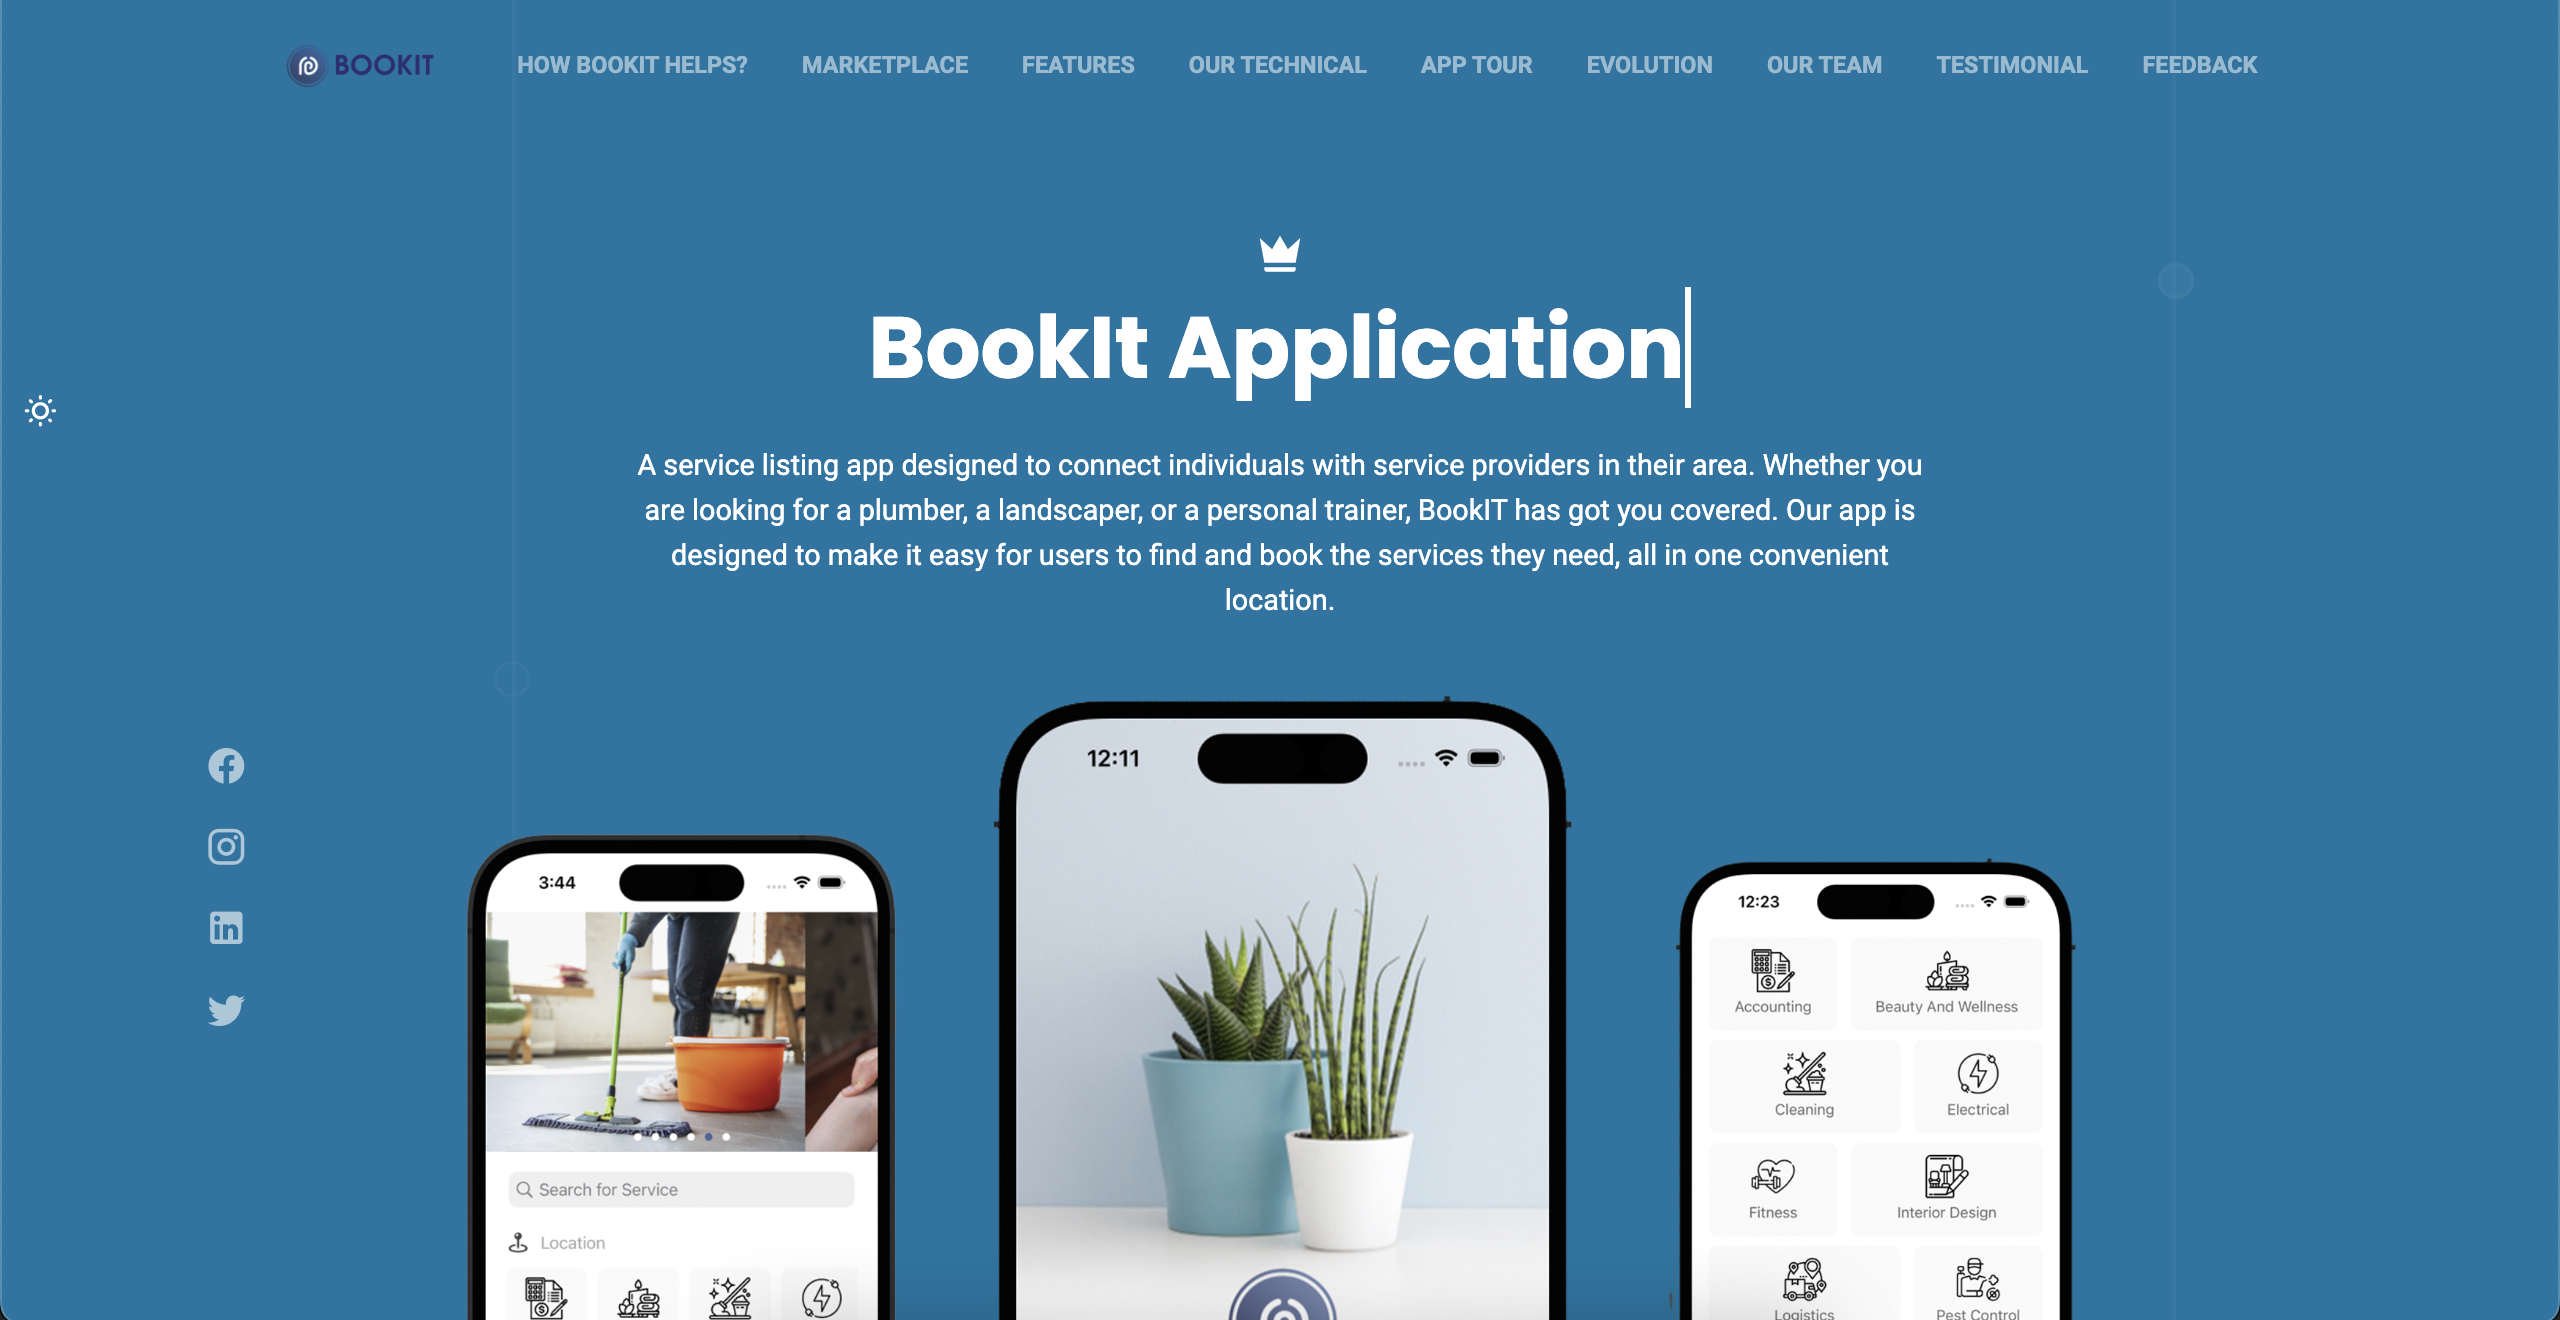 BOOKIT
HOW BOOKIT HELPS?
MARKETPLACE
FEATURES
OUR TECHNICAL
APP TOUR
EVOLUTION
OUR TEAM
TESTIMONIAL
FEEDBACK
BookIt Application
A service listing app designed to connect individuals with service providers in their area. Whether you
are looking for a plumber, a landscaper, or a personal trainer, BookIT has got you covered. Our app is
designed to make it easy for users to find and book the services they need, all in one convenient
location.
3:44
Search for Service
Location
12:11
12:23
Accounting
Beauty And Wellness
Cleaning
Electrical
Fitness
Interior Design
Logistics
Pest Control